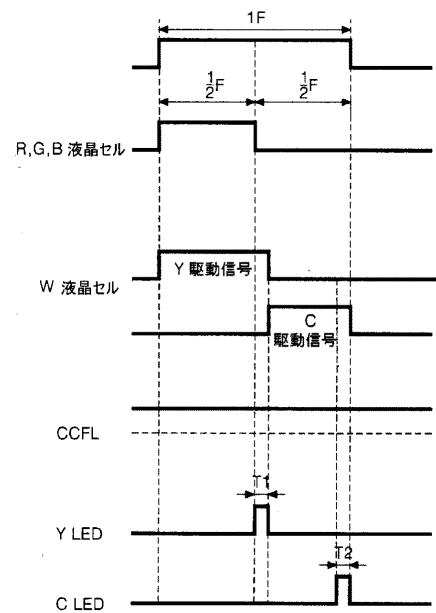 1F
½F ½F
R,G,B 液晶セル
Y 駆動信号
W 液晶セル
C
駆動信号
CCFL
T1
Y LED
T2
C LED